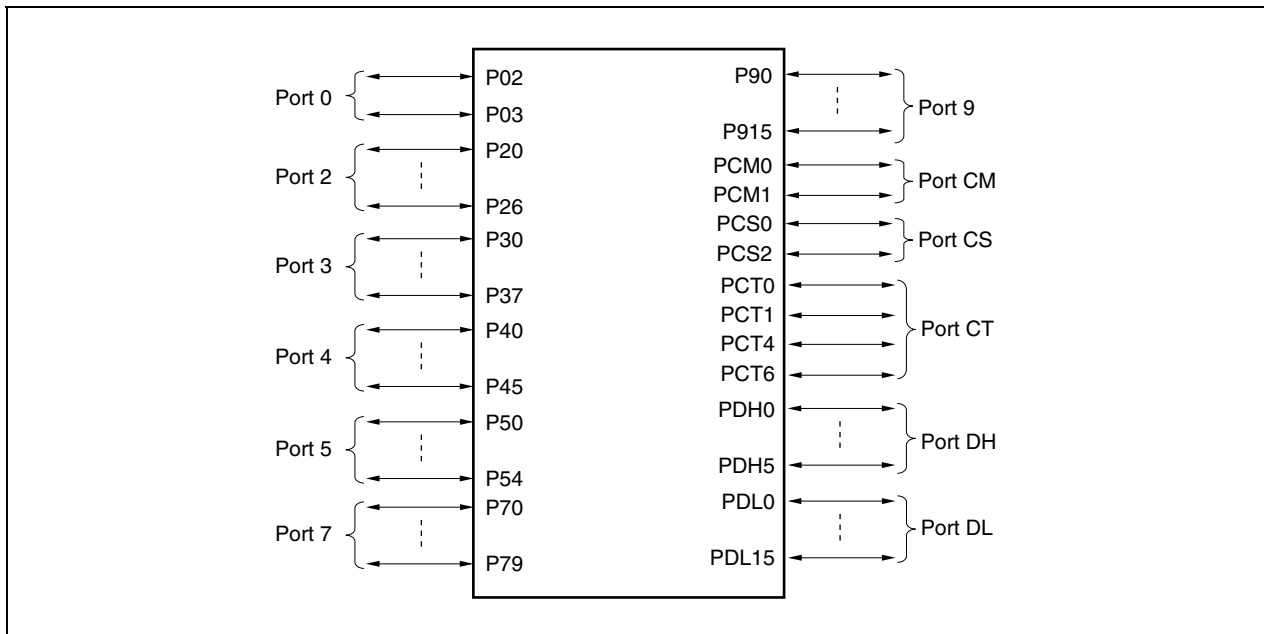 Port 0
P02
P03
Port 2
P20
P26
Port 3
P30
P37
Port 4
P40
P45
Port 5
P50
P54
Port 7
P70
P79
P90
P915
Port 9
PCM0
PCM1
Port CM
PCS0
PCS2
Port CS
PCT0
PCT1
PCT4
PCT6
Port CT
PDH0
PDH5
Port DH
PDL0
PDL15
Port DL